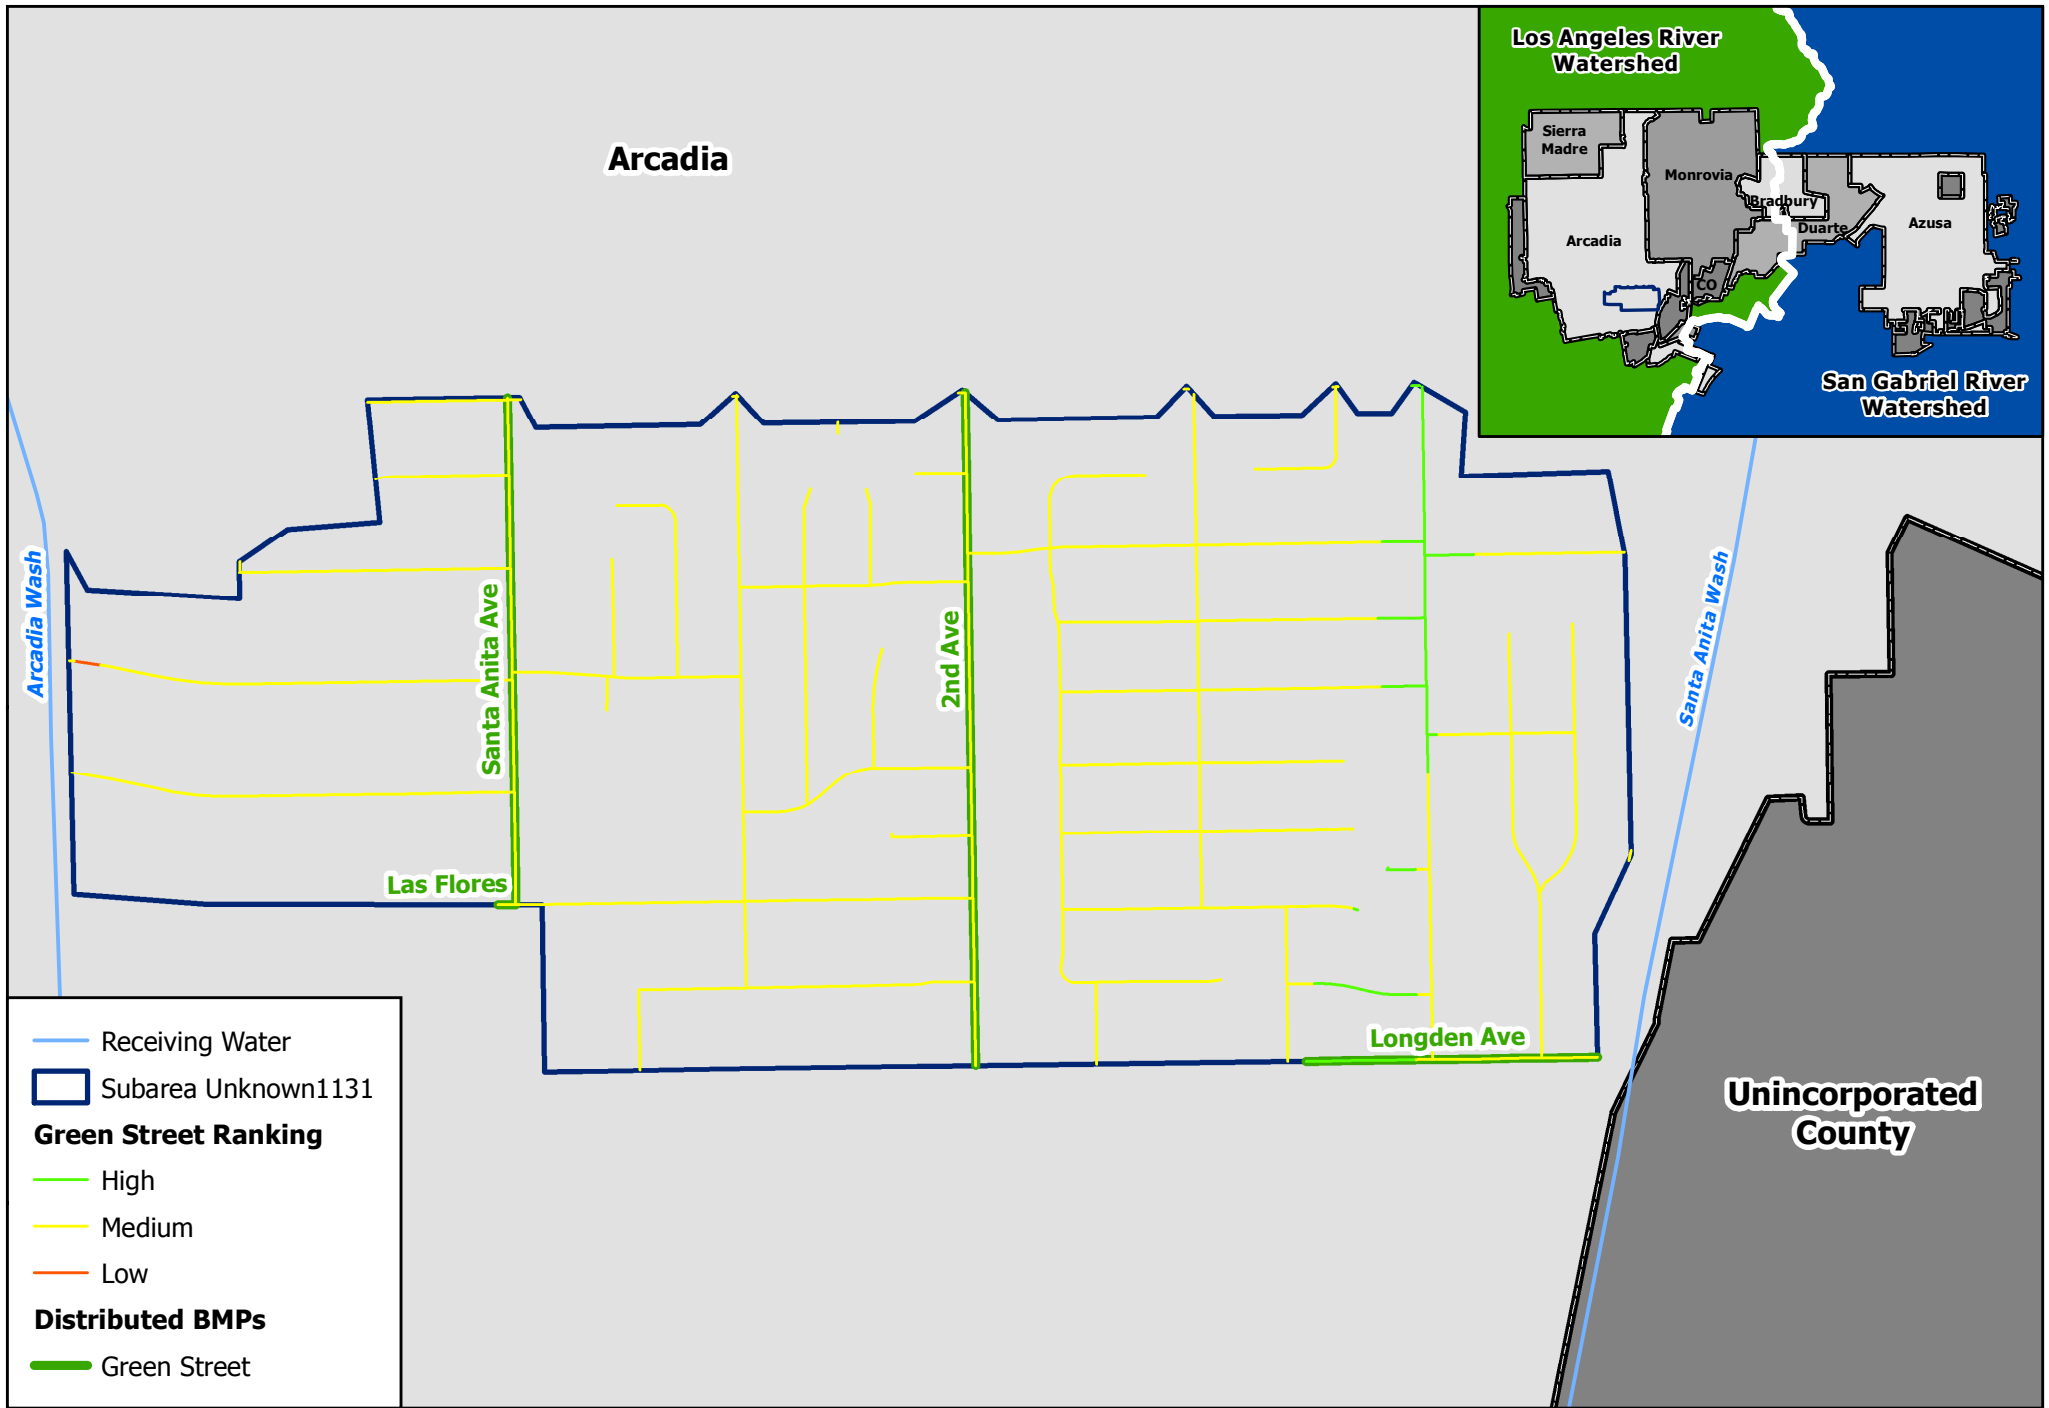 Arcadia
Los Angeles River
Watershed
Sierra
Madre
Monrovia
Bradbury
Duarte
Azusa
Arcadia
CO
San Gabriel River
Watershed
Arcadia Wash
Santa Anita Ave
2nd Ave
Santa Anita Wash
Las Flores
Longden Ave
Unincorporated
County
Receiving Water
Subarea Unknown1131
Green Street Ranking
High
Medium
Low
Distributed BMPs
Green Street